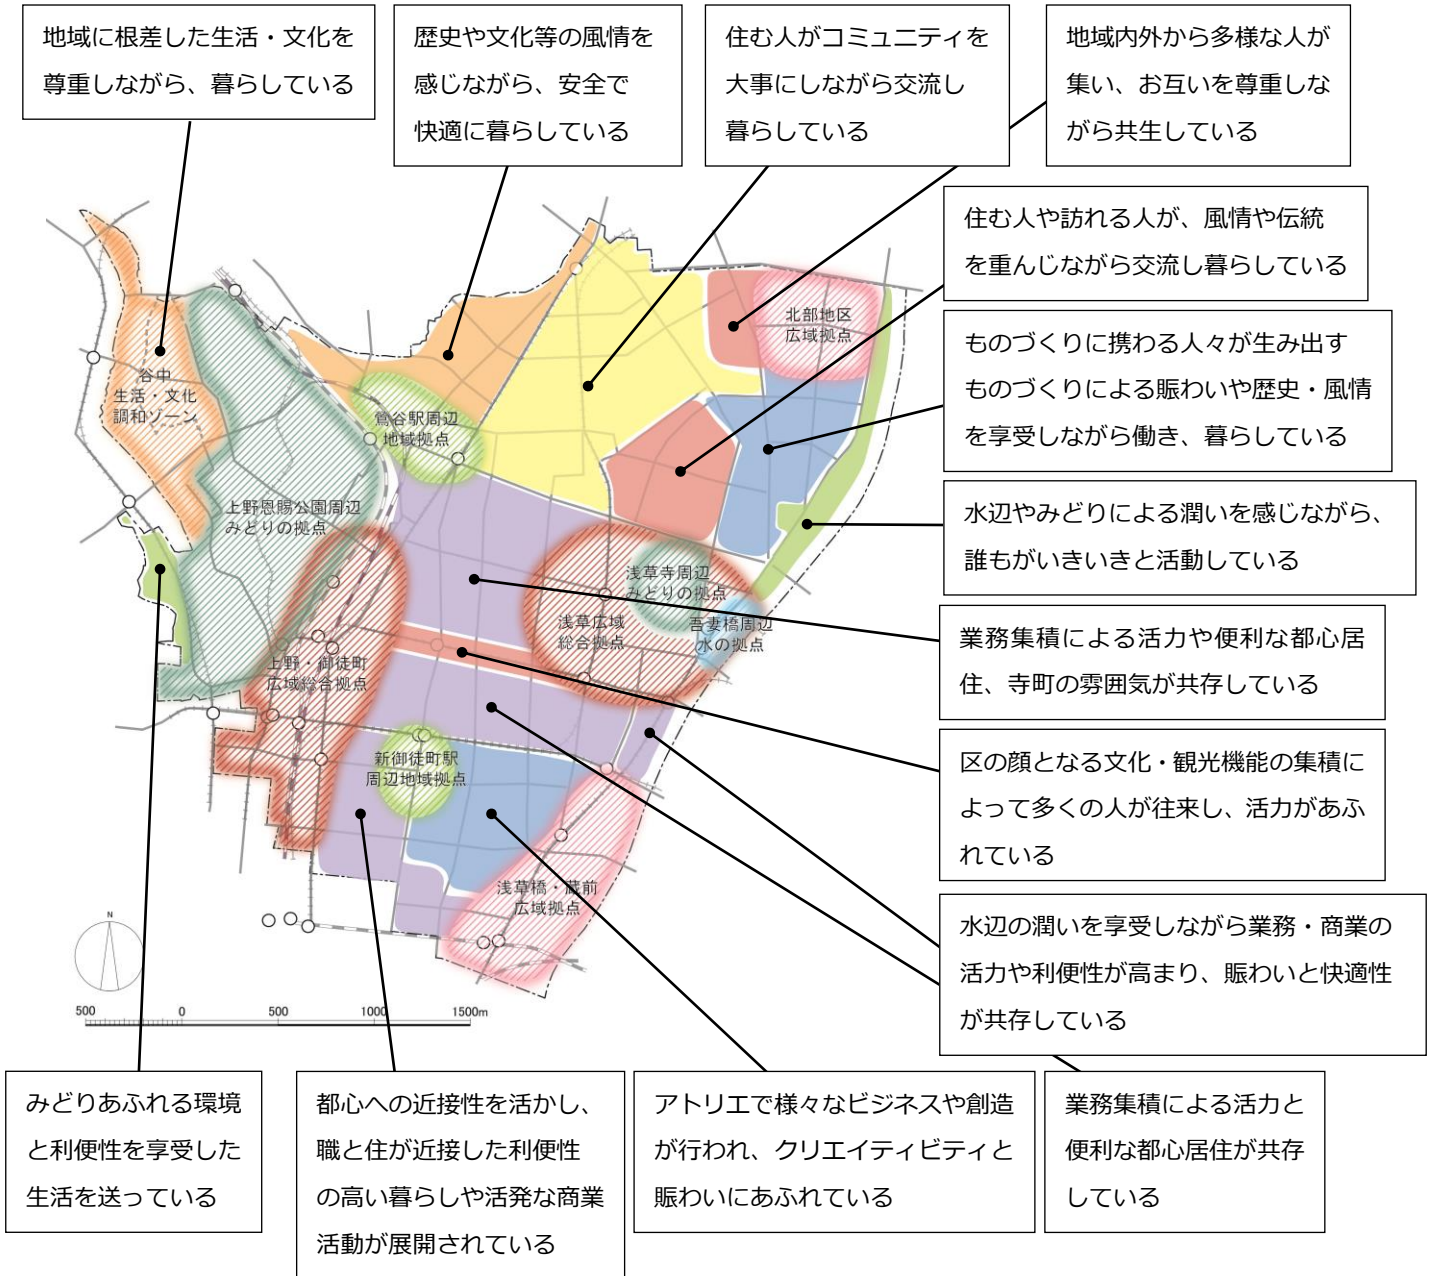 地域に根差した生活・文化を
尊重しながら、暮らしている
歴史や文化等の風情を
感じながら、安全で
快適に暮らしている
住む人がコミュニティを
大事にしながら交流し
暮らしている
地域内外から多様な人が
集い、お互いを尊重しな
がら共生している
住む人や訪れる人が、風情や伝統
を重んじながら交流し暮らしている
ものづくりに携わる人々が生み出す
ものづくりによる賑わいや歴史・風情
を享受しながら働き、暮らしている
水辺やみどりによる潤いを感じながら、
誰もがいきいきと活動している
業務集積による活力や便利な都心居
住、寺町の雰囲気が共存している
区の顔となる文化・観光機能の集積に
よって多くの人が往来し、活力があふ
れている
水辺の潤いを享受しながら業務・商業の
活力や利便性が高まり、賑わいと快適性
が共存している
北部地区
広域拠点
谷中
生活・文化
調和ゾーン
鶯谷駅周辺
地域拠点
上野恩賜公園周辺
みどりの拠点
浅草寺周辺
みどりの拠点
浅草広域
総合拠点
吾妻橋周辺
水の拠点
上野・御徒町
広域総合拠点
新御徒町駅
周辺地域拠点
浅草橋・蔵前
広域拠点
N
500 0 500 1000 1500m
みどりあふれる環境
と利便性を享受した
生活を送っている
都心への近接性を活かし、
職と住が近接した利便性
の高い暮らしや活発な商業
活動が展開されている
アトリエで様々なビジネスや創造
が行われ、クリエイティビティと
賑わいにあふれている
業務集積による活力と
便利な都心居住が共存
している